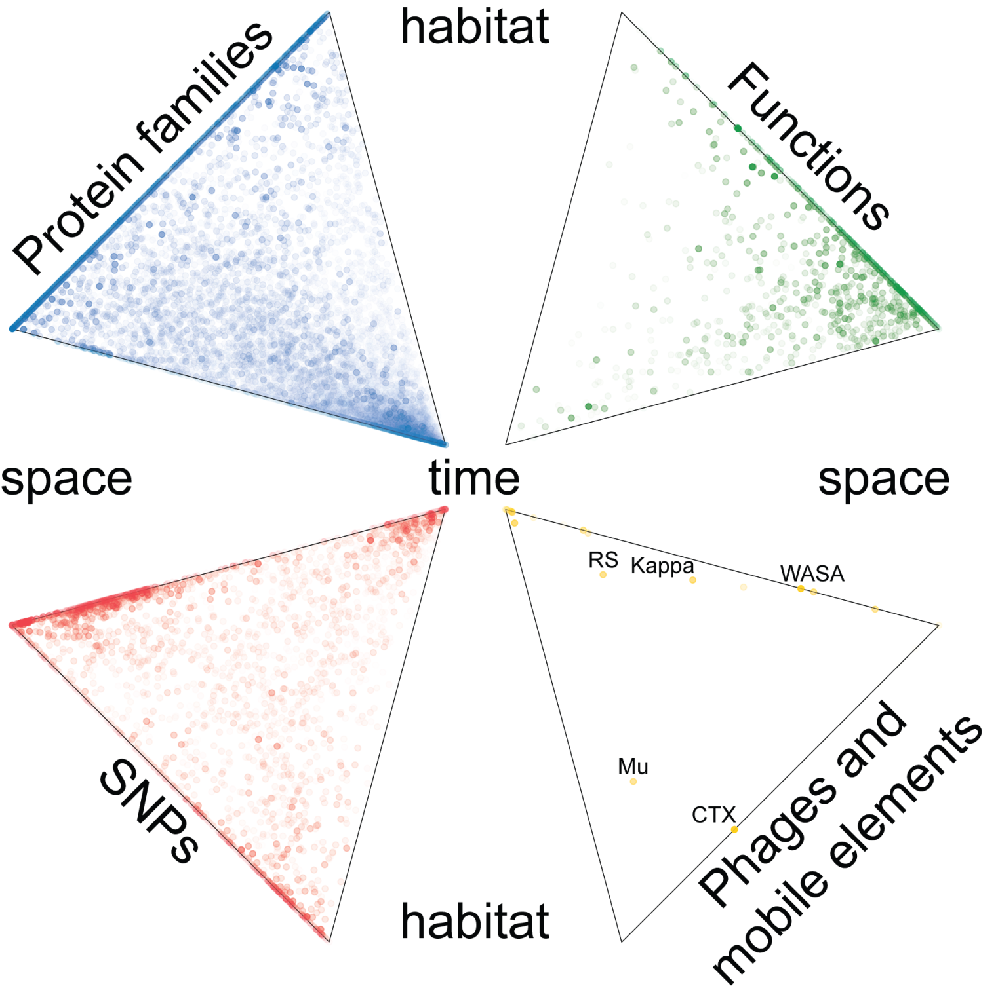 habitat
Protein families
Functions
space
time
space
RS
Kappa
WASA
Mu
CTX
SNPs
Phages and
mobile elements
habitat